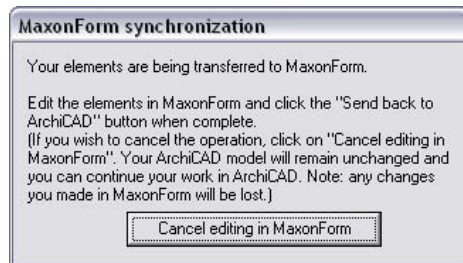 MaxonForm synchronization
Your elements are being transferred to MaxonForm.
Edit the elements in MaxonForm and click the "Send back to
ArchiCAD" button when complete.
(If you wish to cancel the operation, click on "Cancel editing in
MaxonForm". Your ArchiCAD model will remain unchanged and
you can continue your work in ArchiCAD. Note: any changes
you made in MaxonForm will be lost.)
Cancel editing in MaxonForm